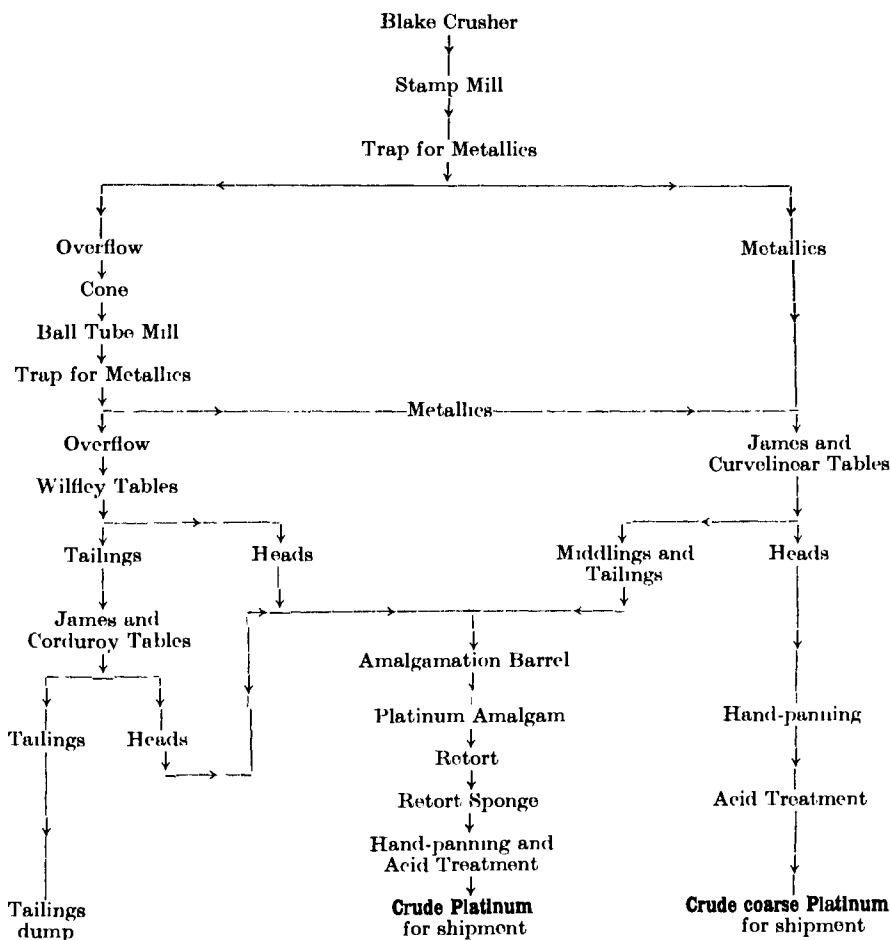 Blake Crusher
Stamp Mill
Trap for Metallics
Overflow
Metallics
Cone
Ball Tube Mill
Trap for Metallics
Metallics
Overflow
James and
Curvelinear Tables
Wilfley Tables
Tailings
Heads
Middlings and
Tailings
Heads
James and
Corduroy Tables
Amalgamation Barrel
Platinum Amalgam
Hand-panning
Tailings
Heads
Retort
Retort Sponge
Acid Treatment
Hand-panning and
Acid Treatment
Tailings
dump
Crude Platinum
for shipment
Crude coarse Platinum
for shipment